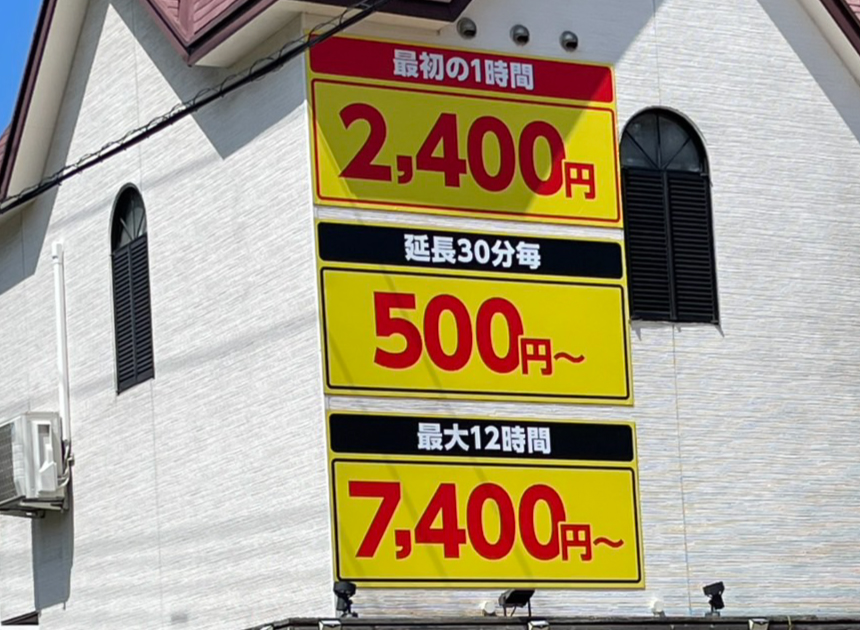 最初の1時間
2,400円
延長30分毎
500円～
最大12時間
7,400円～